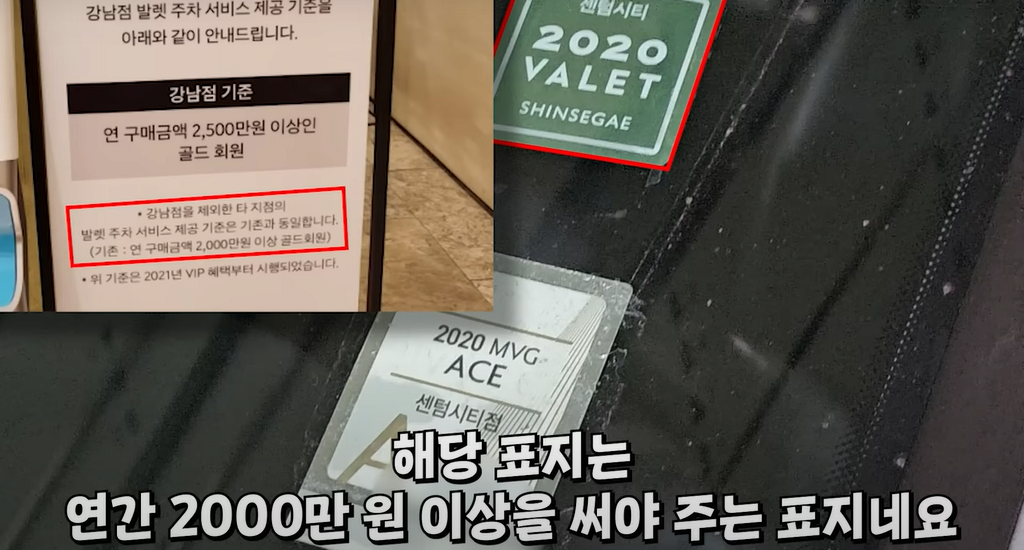 강남점 발렛 주차 서비스 제공 기준을
아래와 같이 안내드립니다.
강남점 기준
연 구매금액 2,500만원 이상인
골드 회원
• 강남점을 제외한 타 지점의
발렛 주차 서비스 제공 기준은 기존과 동일합니다.
(기존 : 연 구매금액 2,000만원 이상 골드회원)
• 위 기준은 2021년 VIP 혜택부터 시행되었습니다.
센텀시티
2020
VALET
SHINSEGAE
2020 MVG
ACE
센텀시티점
A
해당 표지는
연간 2000만 원 이상을 써야 주는 표지네요